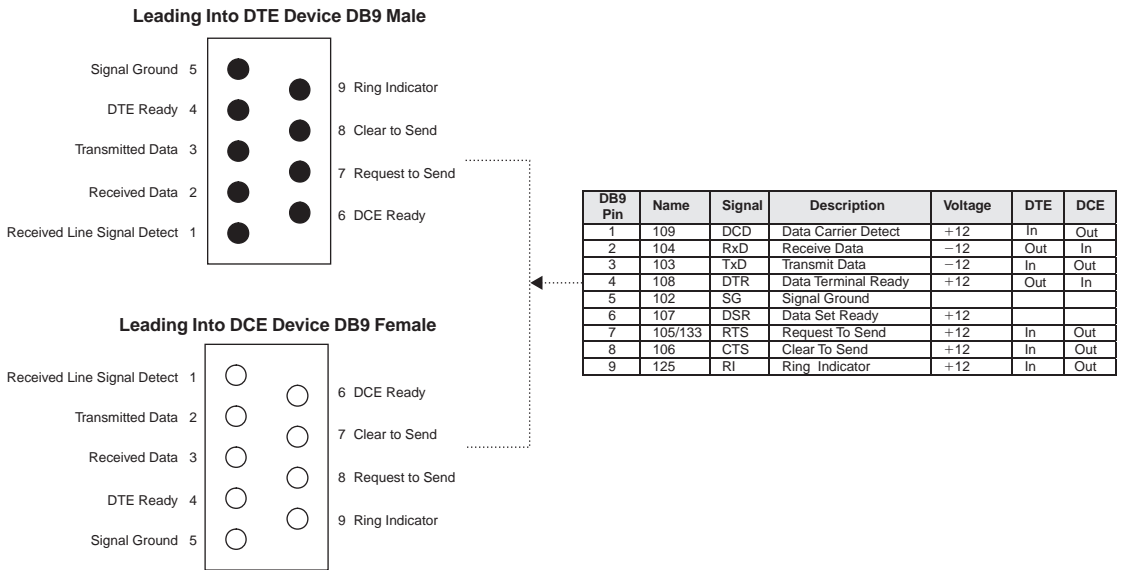 Leading Into DTE Device DB9 Male
Signal Ground 5
DTE Ready 4
Transmitted Data 3
Received Data 2
Received Line Signal Detect 1
9 Ring Indicator
8 Clear to Send
7 Request to Send
6 DCE Ready
Leading Into DCE Device DB9 Female
Received Line Signal Detect 1
Transmitted Data 2
Received Data 3
DTE Ready 4
Signal Ground 5
6 DCE Ready
7 Clear to Send
8 Request to Send
9 Ring Indicator
DB9 Pin Name Signal Description Voltage DTE DCE
1 109 DCD Data Carrier Detect +12 In Out
2 104 RxD Receive Data −12 Out In
3 103 TxD Transmit Data −12 In Out
4 108 DTR Data Terminal Ready +12 Out In
5 102 SG Signal Ground
6 107 DSR Data Set Ready +12
7 105/133 RTS Request To Send +12 In Out
8 106 CTS Clear To Send +12 In Out
9 125 RI Ring Indicator +12 In Out